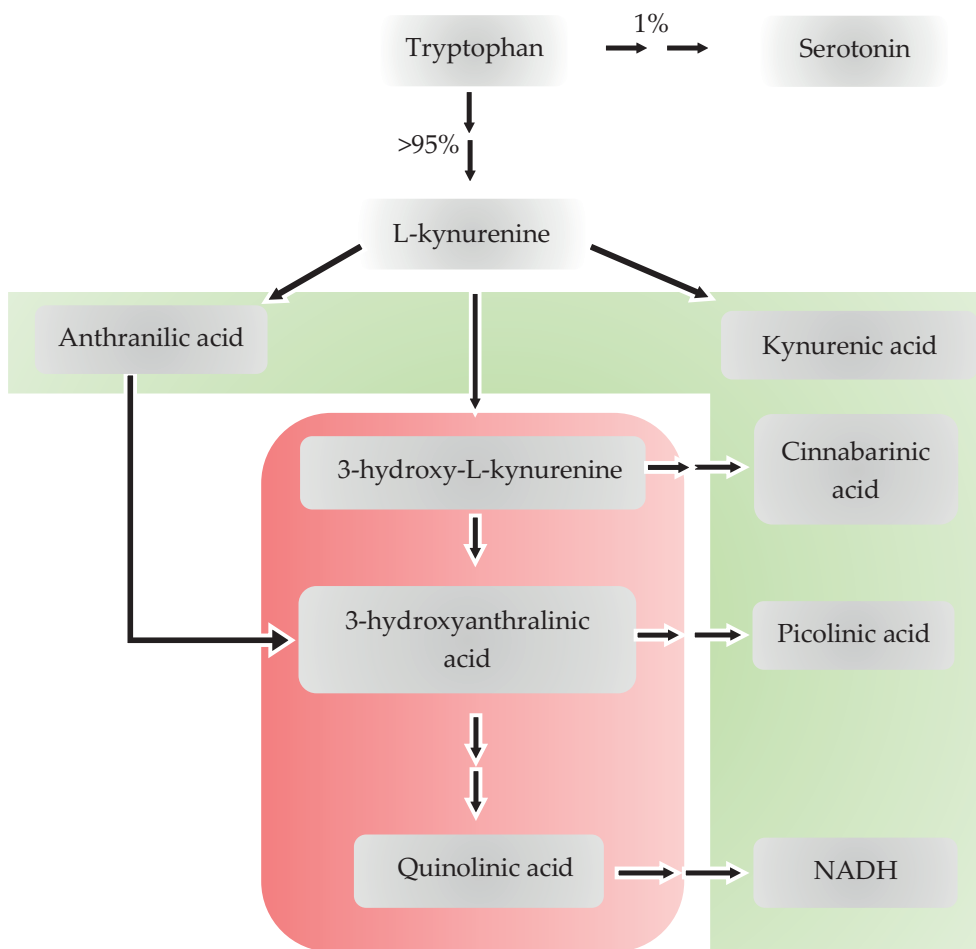 1%
Tryptophan
Serotonin
>95%
L-kynurenine
Anthranilic acid
Kynurenic acid
3-hydroxy-L-kynurenine
Cinnabarinic
acid
3-hydroxyanthralinic
acid
Picolinic acid
Quinolinic acid
NADH